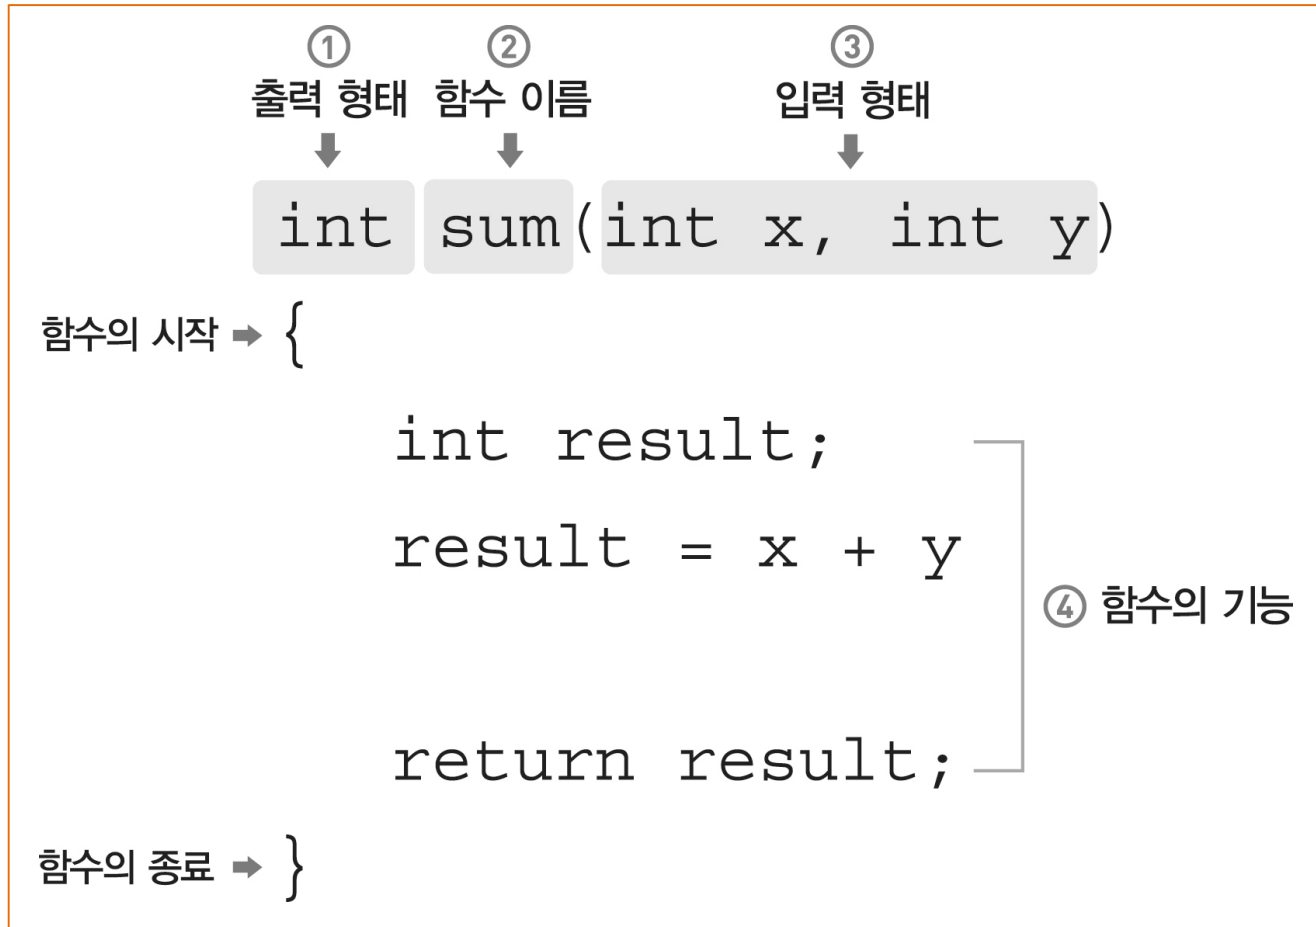 ① ② ③
출력 형태 함수 이름 입력 형태
int sum(int x, int y)
함수의 시작 {
int result;
result = x + y
④ 함수의 기능
return result;
함수의 종료 }